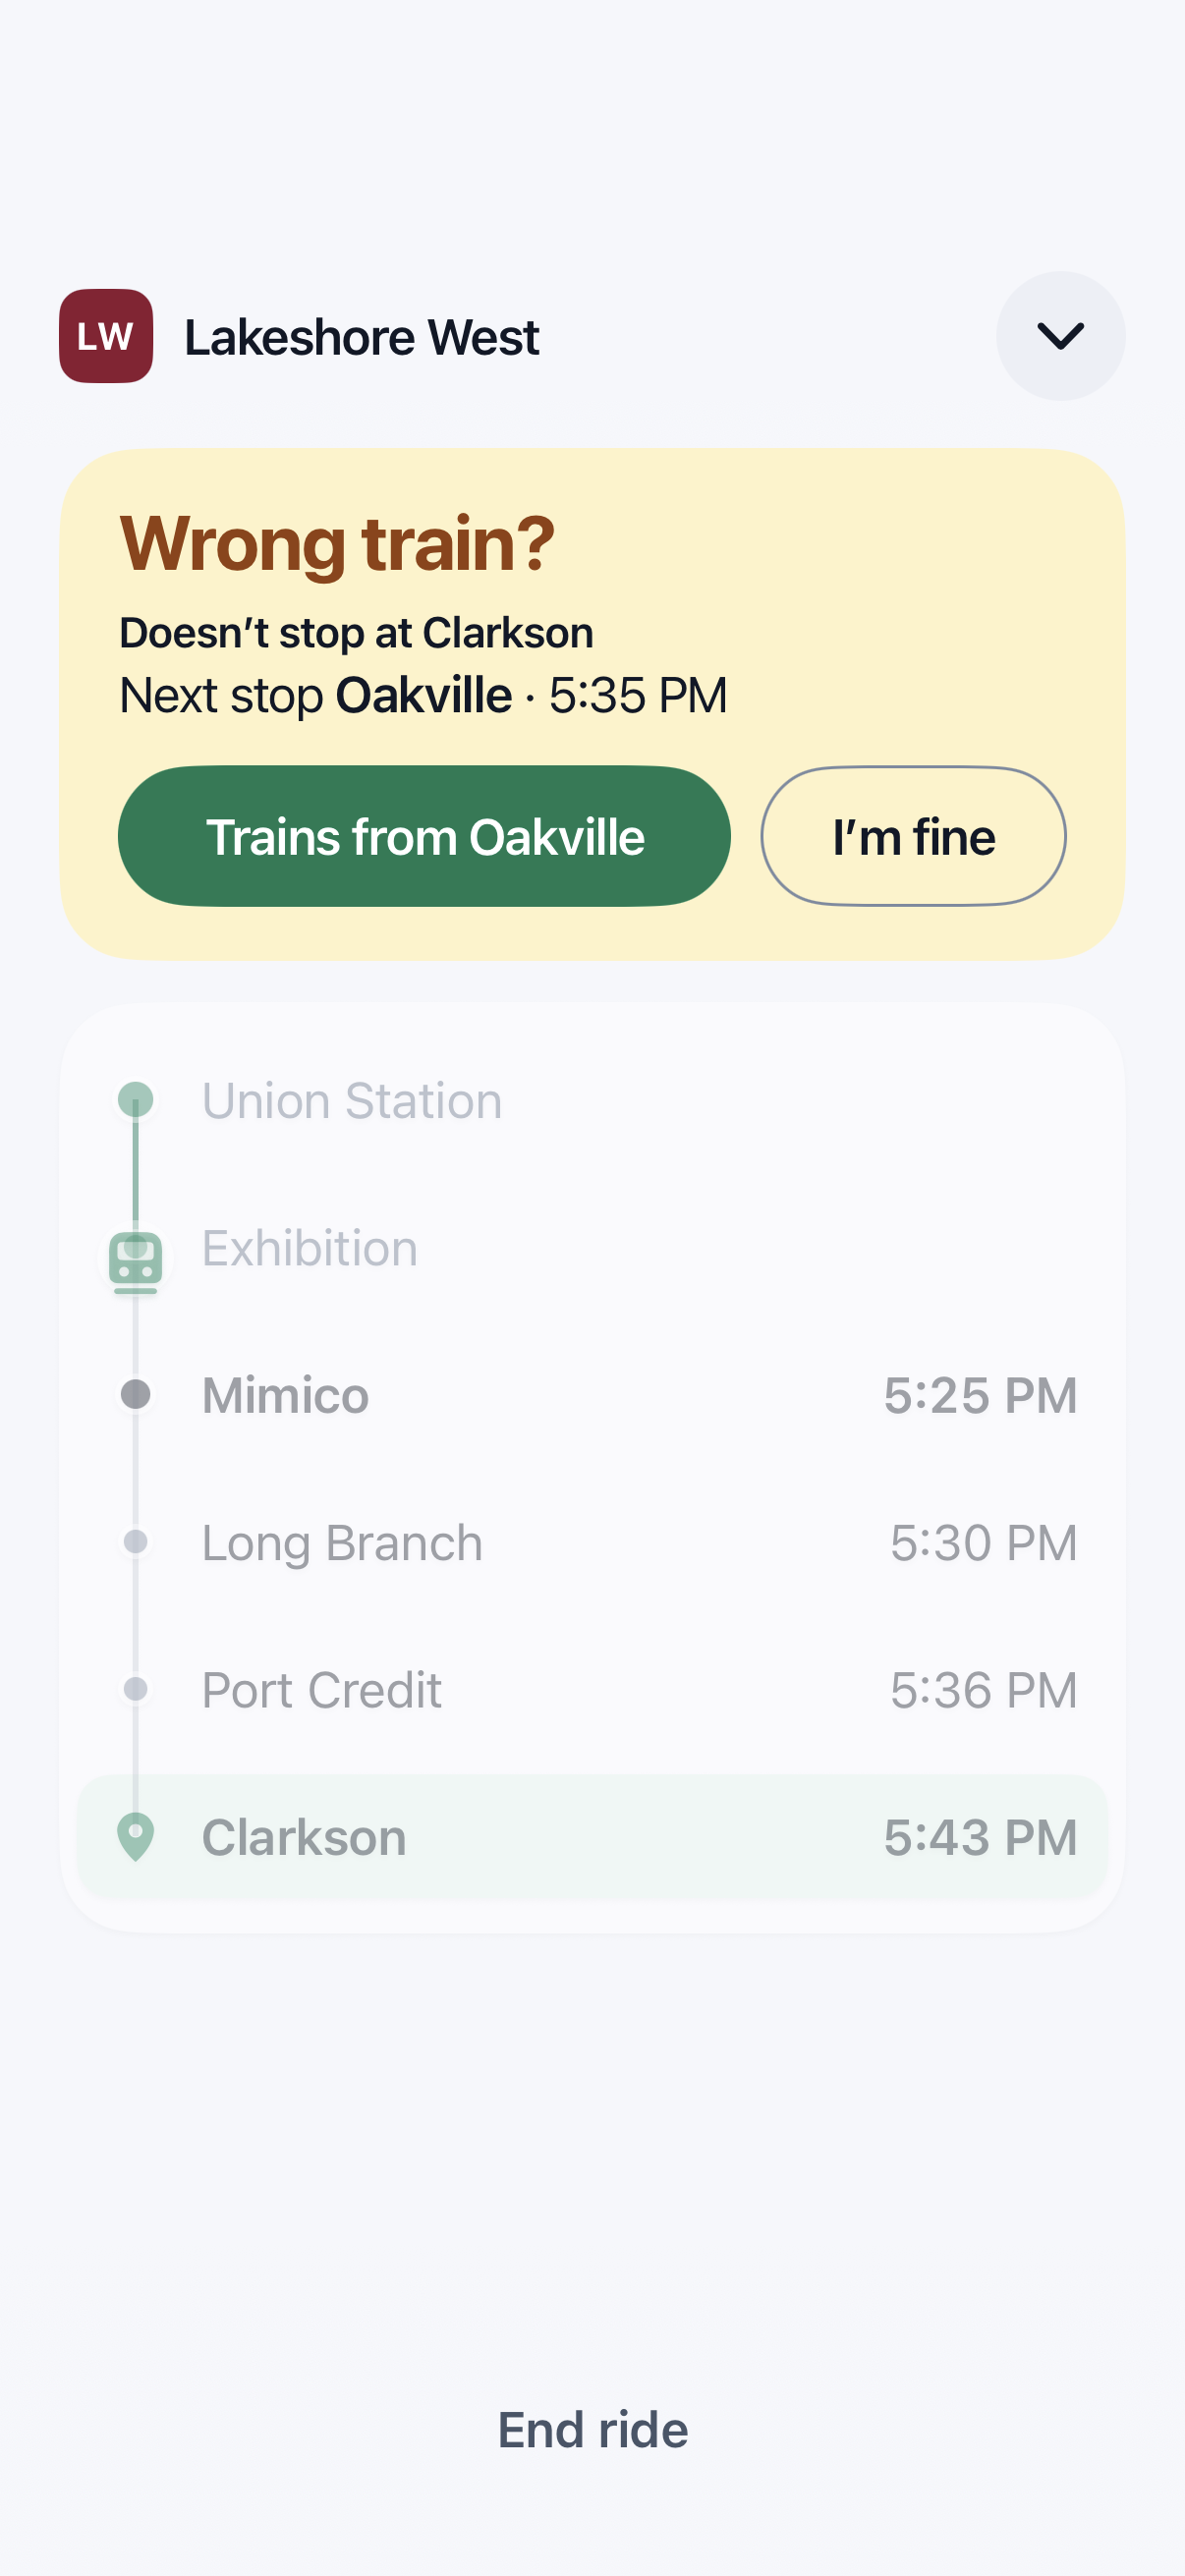 LW Lakeshore West
Wrong train?
Doesn’t stop at Clarkson
Next stop Oakville · 5:35 PM
Trains from Oakville I’m fine
Union Station
Exhibition
Mimico 5:25 PM
Long Branch 5:30 PM
Port Credit 5:36 PM
Clarkson 5:43 PM
End ride